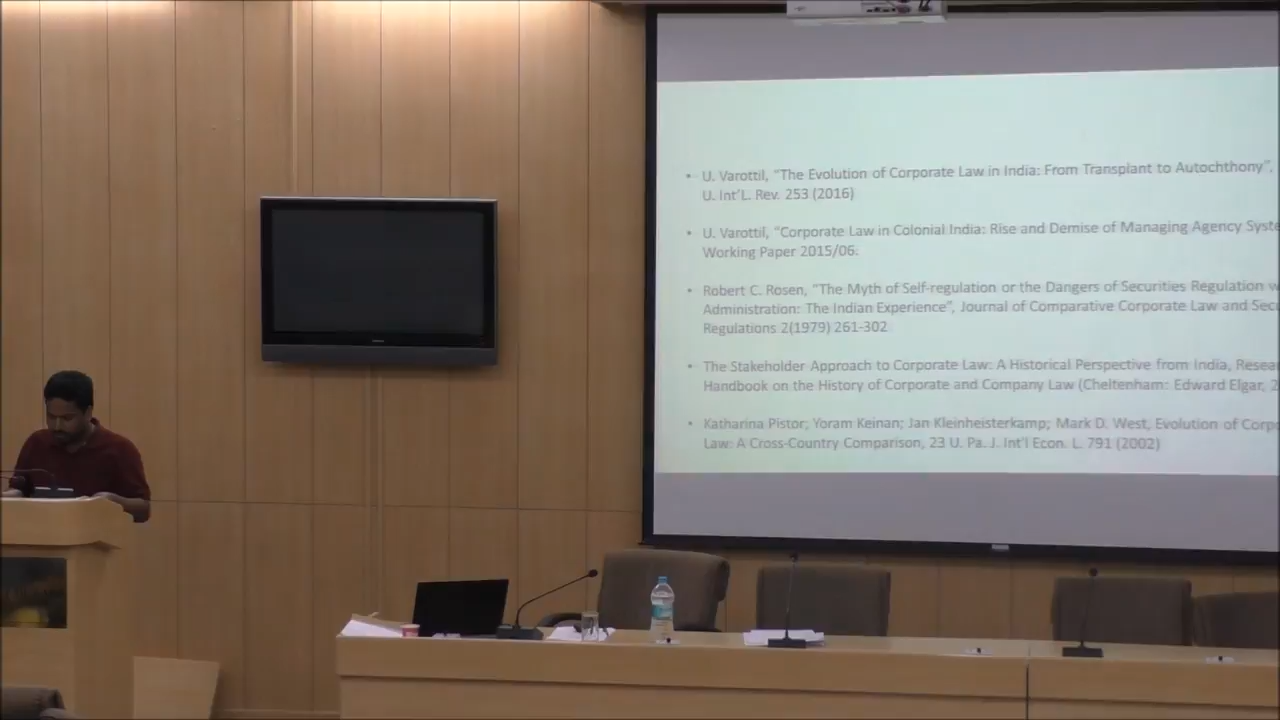 • U. Varottil, “The Evolution of Corporate Law in India: From Transplant to Autochthony”,
U. Int’L. Rev. 253 (2016)
• U. Varottil, “Corporate Law in Colonial India: Rise and Demise of Managing Agency Syste
Working Paper 2015/06.
• Robert C. Rosen, “The Myth of Self-regulation or the Dangers of Securities Regulation w
Administration: The Indian Experience”, Journal of Comparative Corporate Law and Secu
Regulations 2(1979) 261-302
• The Stakeholder Approach to Corporate Law: A Historical Perspective from India, Resear
Handbook on the History of Corporate and Company Law (Cheltenham: Edward Elgar, 2
• Katharina Pistor; Yoram Keinan; Jan Kleinheisterkamp; Mark D. West, Evolution of Corpo
Law: A Cross-Country Comparison, 23 U. Pa. J. Int’l Econ. L. 791 (2002)